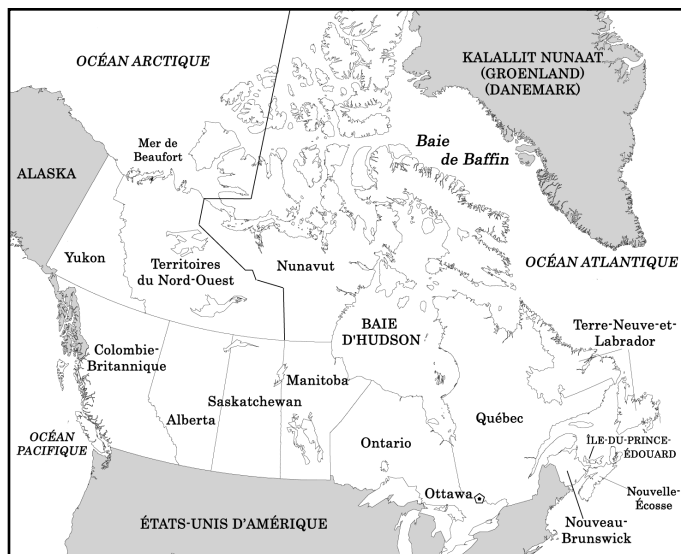 OCÉAN ARCTIQUE
KALALLIT NUNAAT
(GROENLAND)
(DANEMARK)
Mer de
Beaufort
Baie
de Baffin
ALASKA
Yukon
Territoires
du Nord-Ouest
Nunavut
OCÉAN ATLANTIQUE
BAIE
D'HUDSON
Terre-Neuve-et-
Labrador
Colombie-
Britannique
Manitoba
Saskatchewan
Alberta
Québec
OCÉAN
PACIFIQUE
Ontario
ÎLE-DU-PRINCE-
ÉDOUARD
Ottawa
Nouvelle-
Écosse
Nouveau-
Brunswick
ÉTATS-UNIS D'AMÉRIQUE